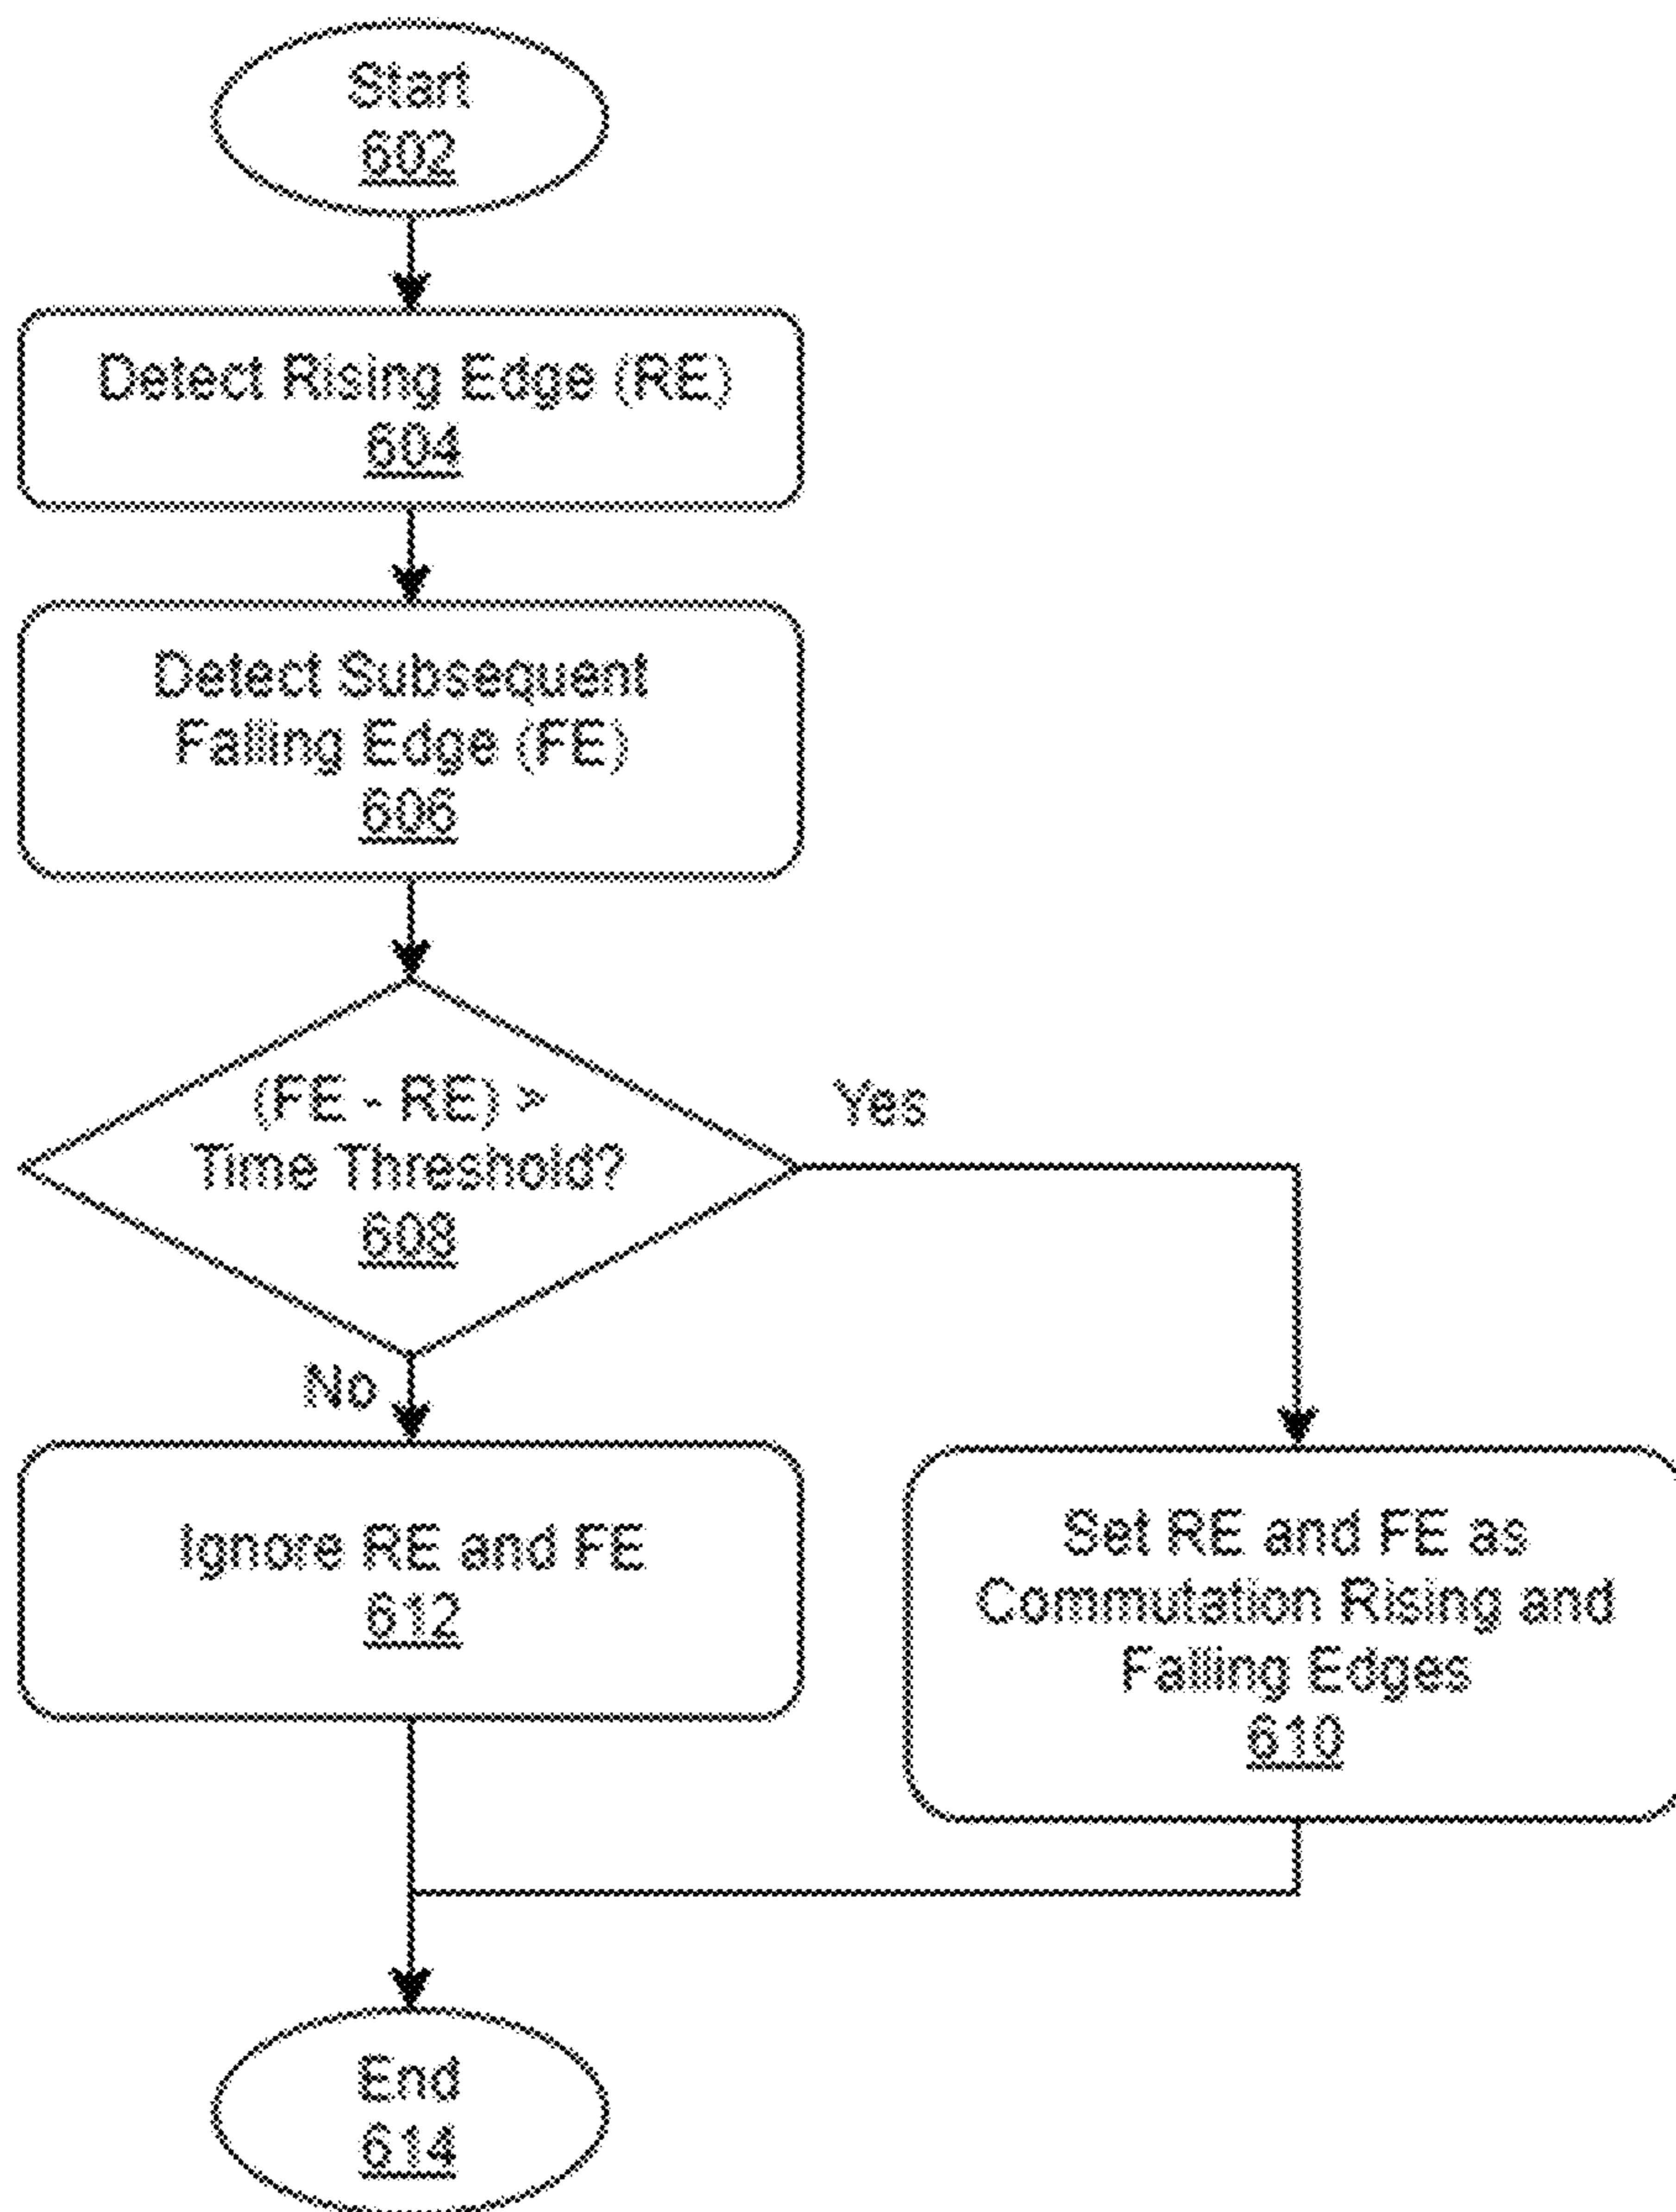 Start
602
Detect Rising Edge (RE)
604
Detect Subsequent
Falling Edge (FE)
606
(FE - RE) >
Time Threshold?
608
Yes
No
Ignore RE and FE
612
Set RE and FE as
Commutation Rising and
Falling Edges
610
End
614